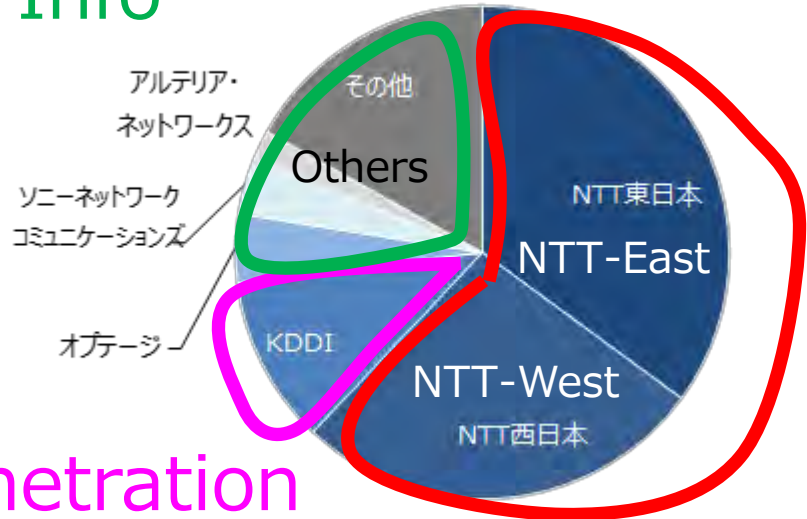 Info
アルテリア・
ネットワークス
その他
Others
ソニーネットワーク
コミュニケーションズ
NTT東日本
NTT-East
オプテージ
KDDI
NTT-West
NTT西日本
netration